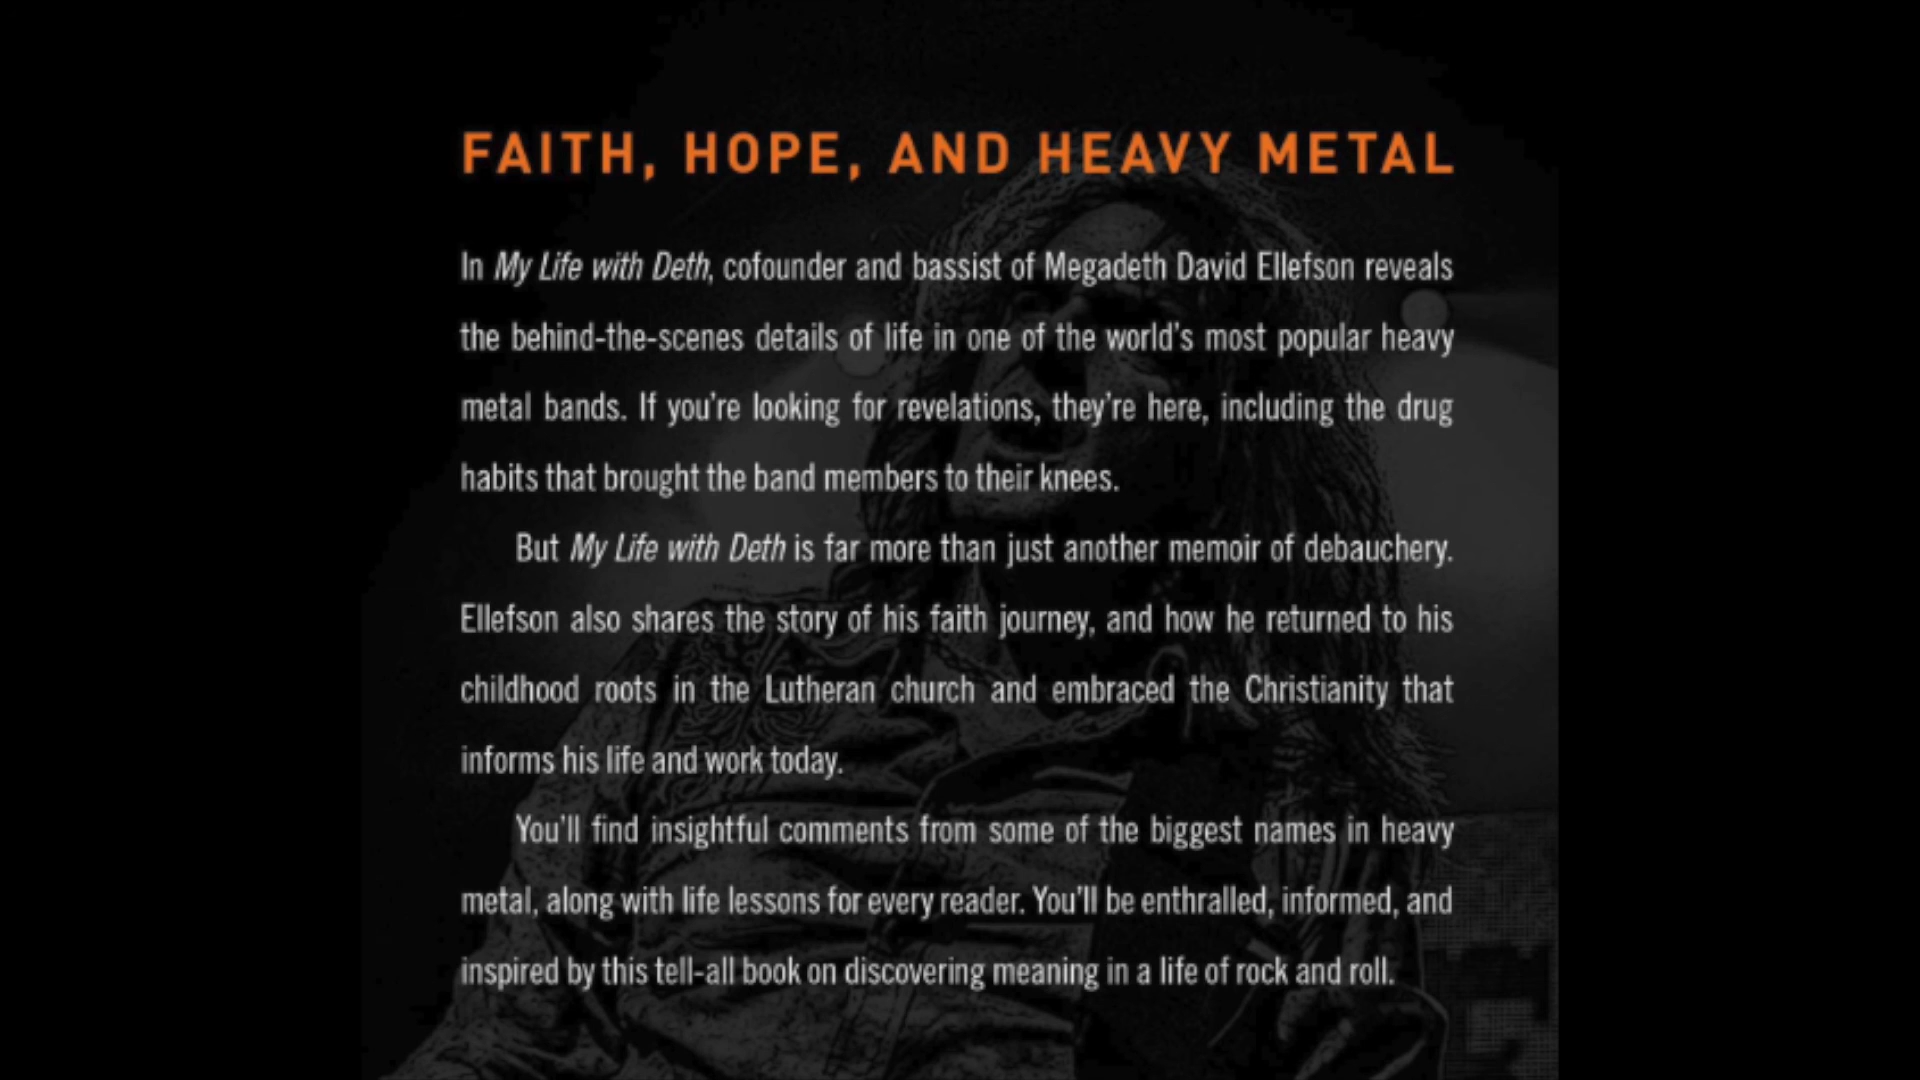 FAITH, HOPE, AND HEAVY METAL
In My Life with Deth, cofounder and bassist of Megadeth David Ellefson reveals
the behind-the-scenes details of life in one of the world's most popular heavy
metal bands. If you're looking for revelations, they're here, including the drug
habits that brought the band members to their knees.
But My Life with Deth is far more than just another memoir of debauchery.
Ellefson also shares the story of his faith journey, and how he returned to his
childhood roots in the Lutheran church and embraced the Christianity that
informs his life and work today.
You'll find insightful comments from some of the biggest names in heavy
metal, along with life lessons for every reader. You'll be enthralled, informed, and
inspired by this tell-all book on discovering meaning in a life of rock and roll.